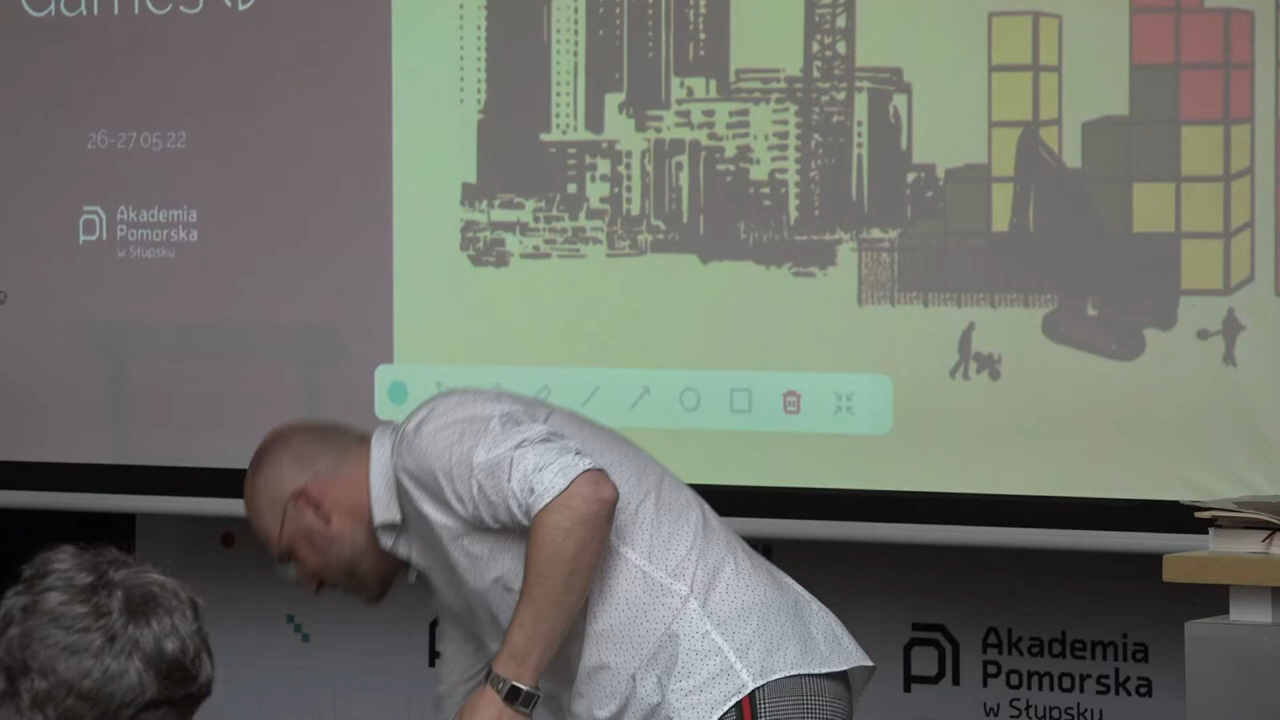 Games
26-27.05.22
Akademia
Pomorska
w Słupsku
Akademia
Pomorska
w Słupsku